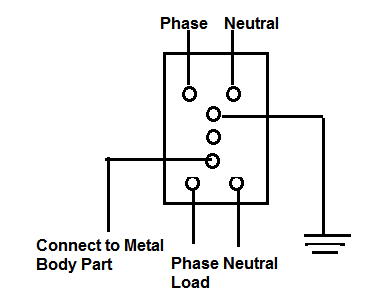 Phase Neutral
Connect to Metal
Body Part
Phase Neutral
Load